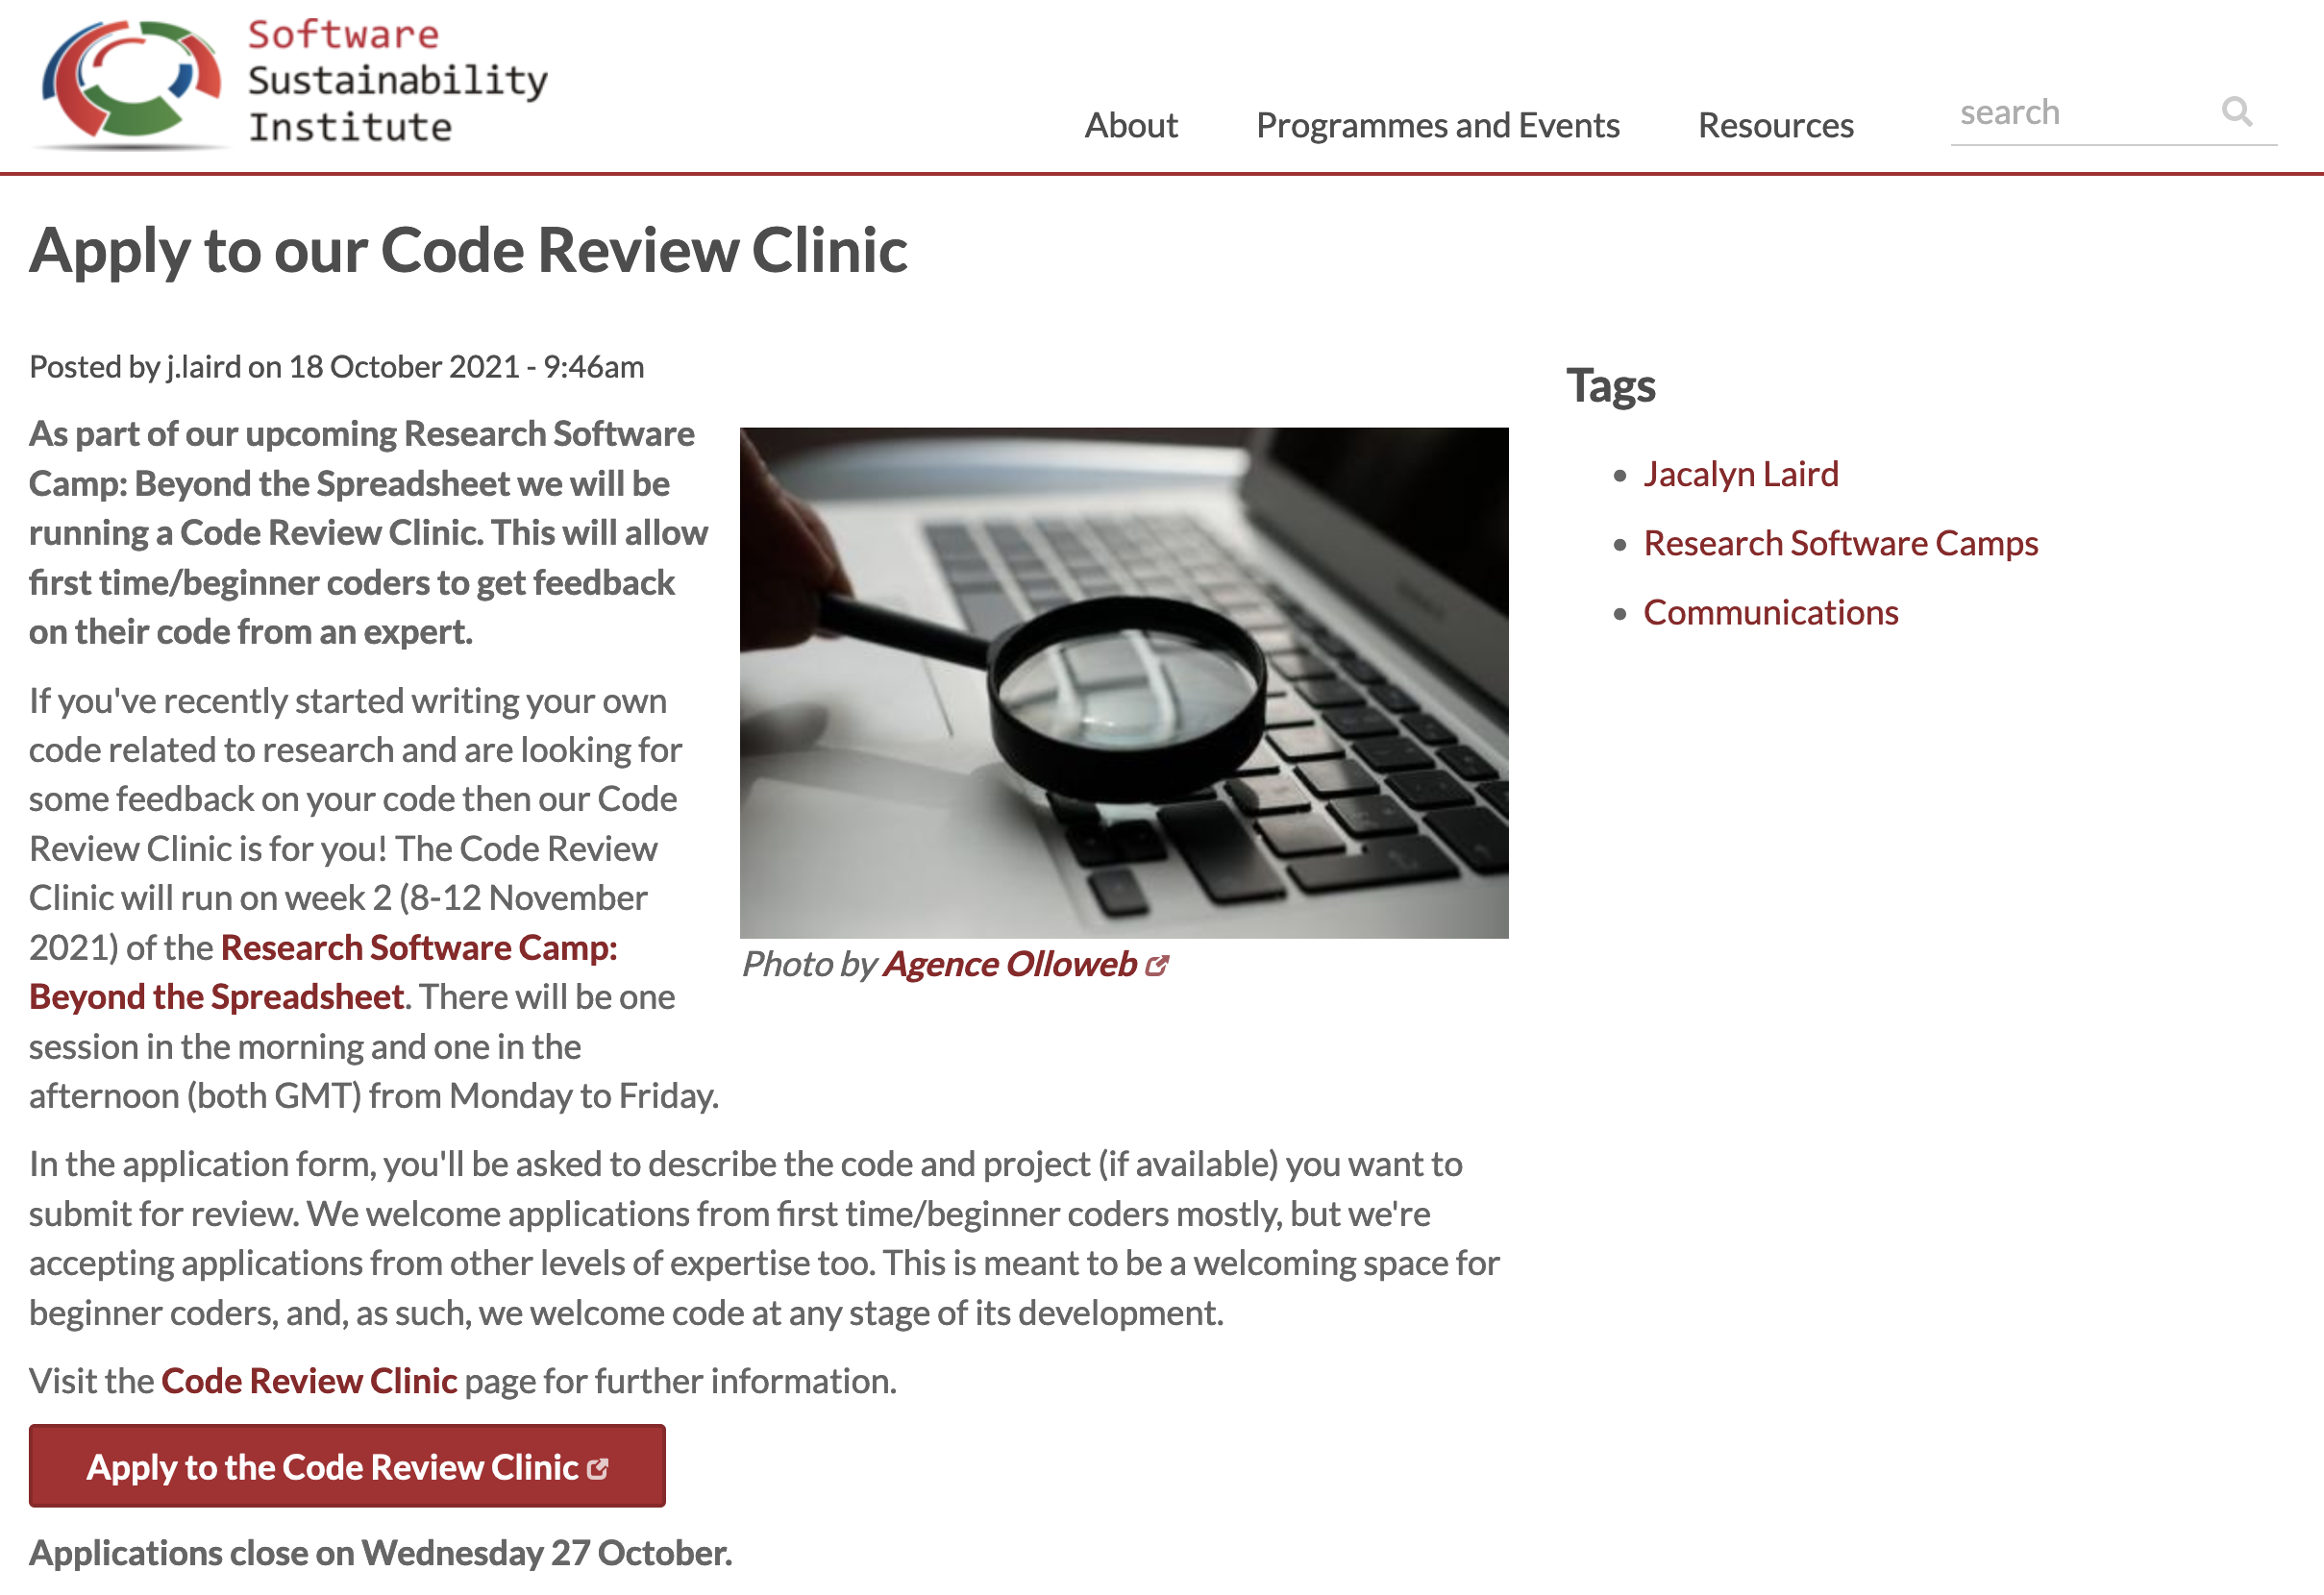 Software
Sustainability
Institute
About
Programmes and Events
Resources
search
Apply to our Code Review Clinic
Posted by j.laird on 18 October 2021 - 9:46am
As part of our upcoming Research Software
Camp: Beyond the Spreadsheet we will be
running a Code Review Clinic. This will allow
first time/beginner coders to get feedback
on their code from an expert.
If you've recently started writing your own
code related to research and are looking for
some feedback on your code then our Code
Review Clinic is for you! The Code Review
Clinic will run on week 2 (8-12 November
2021) of the Research Software Camp:
Beyond the Spreadsheet. There will be one
session in the morning and one in the
afternoon (both GMT) from Monday to Friday.
Photo by Agence Olloweb
In the application form, you'll be asked to describe the code and project (if available) you want to
submit for review. We welcome applications from first time/beginner coders mostly, but we're
accepting applications from other levels of expertise too. This is meant to be a welcoming space for
beginner coders, and, as such, we welcome code at any stage of its development.
Visit the Code Review Clinic page for further information.
Apply to the Code Review Clinic
Applications close on Wednesday 27 October.
Tags
Jacalyn Laird
Research Software Camps
Communications